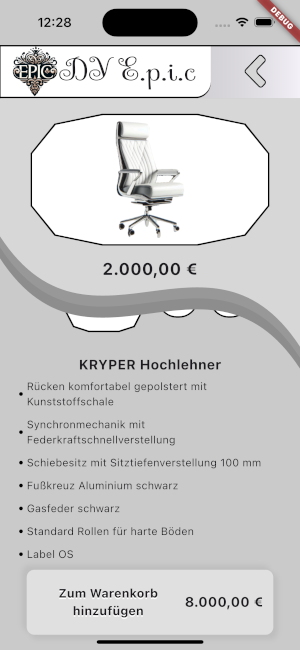 12:28
DEBUG
EPIC DV E.p.i.c
2.000,00 €
KRYPER Hochlehner
• Rücken komfortabel gepolstert mit
Kunststoffschale
• Synchronmechanik mit
Federkraftschnellverstellung
• Schiebesitz mit Sitztiefenverstellung 100 mm
• Fußkreuz Aluminium schwarz
• Gasfeder schwarz
• Standard Rollen für harte Böden
• Label OS
Zum Warenkorb
hinzufügen
8.000,00 €